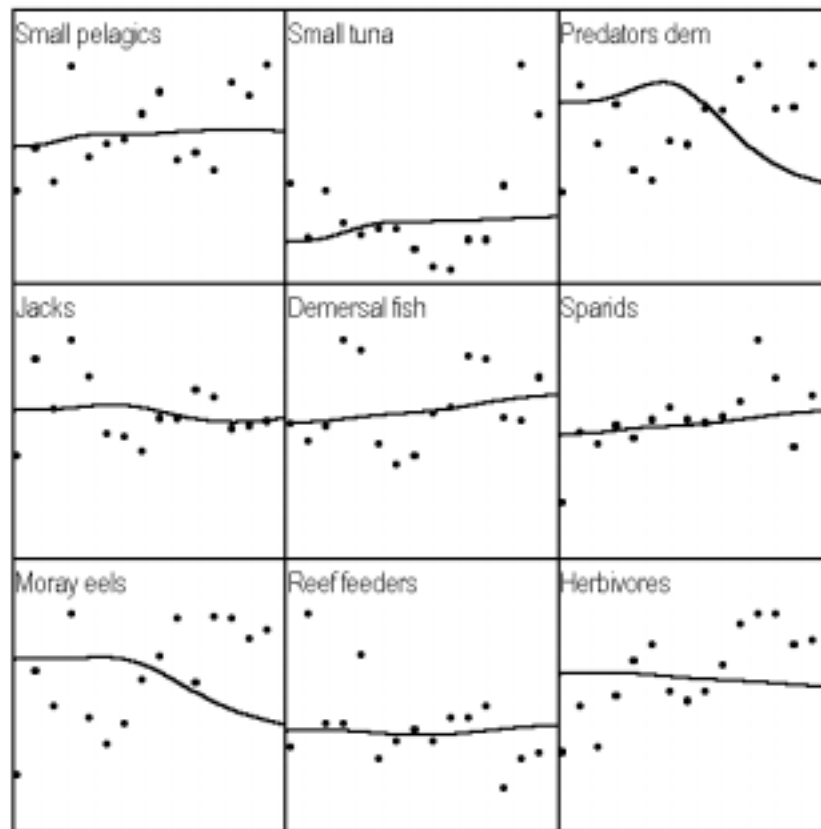 Small pelagics
Small tuna
Predators dem
Jacks
Demersal fish
Sparids
Moray eels
Reef feeders
Herbivores